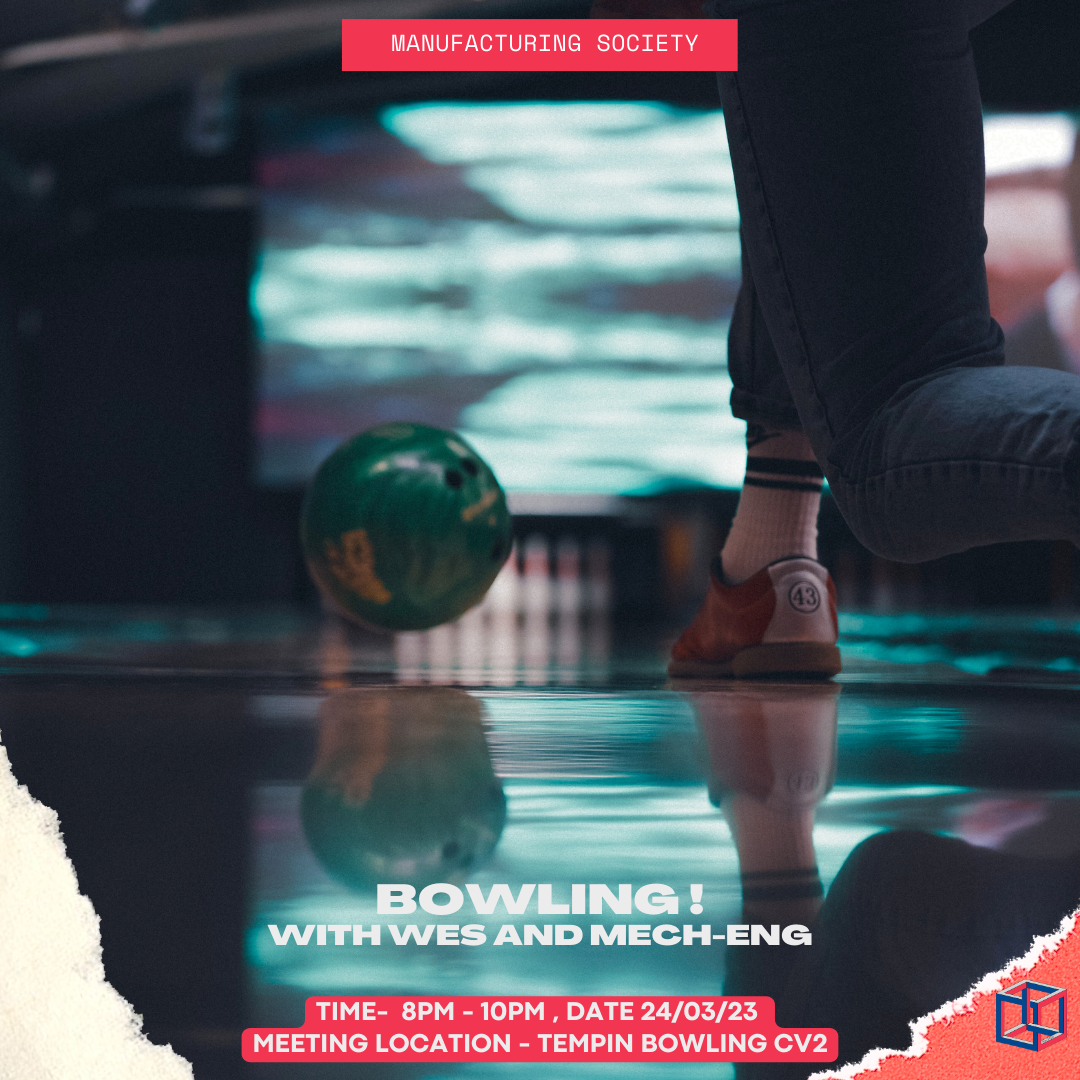 MANUFACTURING SOCIETY
43
BOWLING !
WITH WES AND MECH-ENG
TIME- 8PM - 10PM , DATE 24/03/23
MEETING LOCATION - TEMPIN BOWLING CV2